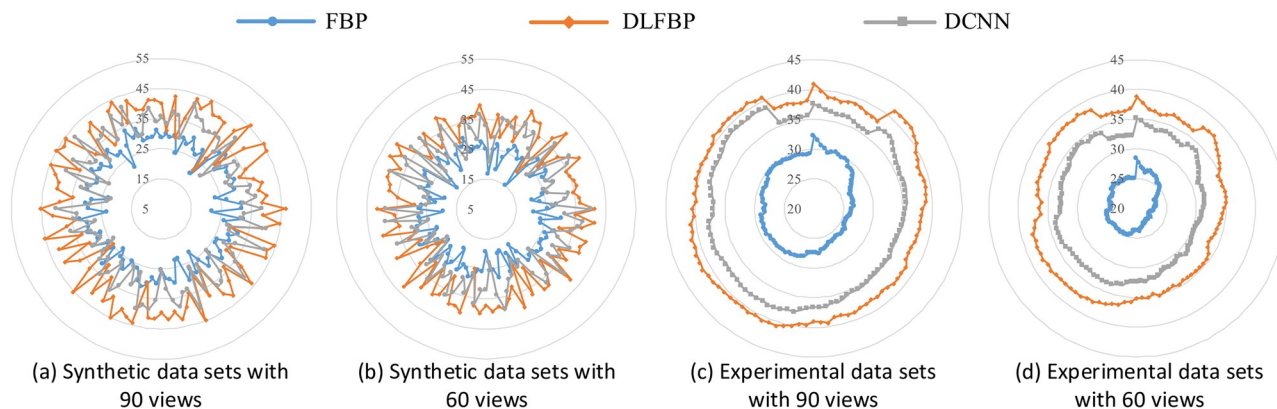 FBP DLFBP DCNN
55
45
35
25
15
5
55
45
35
25
15
5
45
40
35
30
25
20
45
40
35
30
25
20
(a) Synthetic data sets with
90 views
(b) Synthetic data sets with
60 views
(c) Experimental data sets
with 90 views
(d) Experimental data sets
with 60 views